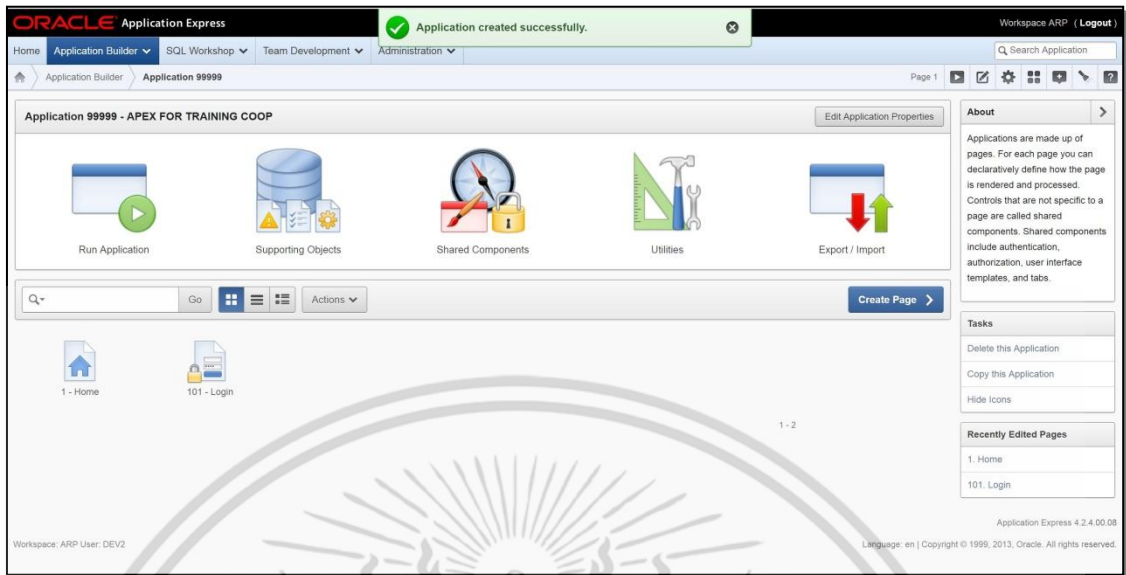 ORACLE Application Express
Application created successfully.
Workspace ARP ( Logout )
Home Application Builder SQL Workshop Team Development Administration
Search Application
Application Builder Application 99999
Page 1
Application 99999 - APEX FOR TRAINING COOP
Edit Application Properties
Run Application
Supporting Objects
Shared Components
Utilities
Export / Import
Go
Actions
Create Page
1 - Home
101 - Login
1 - 2
About
Applications are made up of
pages. For each page you can
declaratively define how the page
is rendered and processed.
Controls that are not specific to a
page are called shared
components. Shared components
include authentication,
authorization, user interface
templates, and tabs.
Tasks
Delete this Application
Copy this Application
Hide Icons
Recently Edited Pages
1. Home
101. Login
Application Express 4.2.4.00.08
Workspace: ARP User: DEV2
Language: en | Copyright © 1999, 2013, Oracle. All rights reserved.